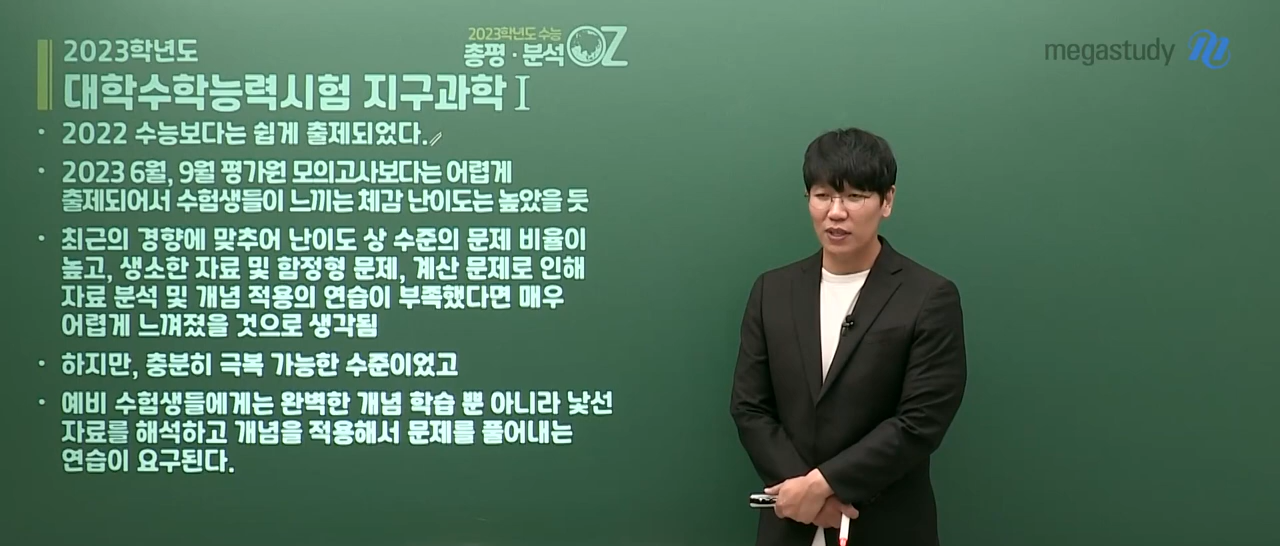 2023학년도
대학수학능력시험 지구과학 I
2023학년도 수능
총평 · 분석 OZ
megastudy
• 2022 수능보다는 쉽게 출제되었다.
• 2023 6월, 9월 평가원 모의고사보다는 어렵게
출제되어서 수험생들이 느끼는 체감 난이도는 높았을 듯
• 최근의 경향에 맞추어 난이도 상 수준의 문제 비율이
높고, 생소한 자료 및 함정형 문제, 계산 문제로 인해
자료 분석 및 개념 적용의 연습이 부족했다면 매우
어렵게 느껴졌을 것으로 생각됨
• 하지만, 충분히 극복 가능한 수준이었고
• 예비 수험생들에게는 완벽한 개념 학습 뿐 아니라 낯선
자료를 해석하고 개념을 적용해서 문제를 풀어내는
연습이 요구된다.